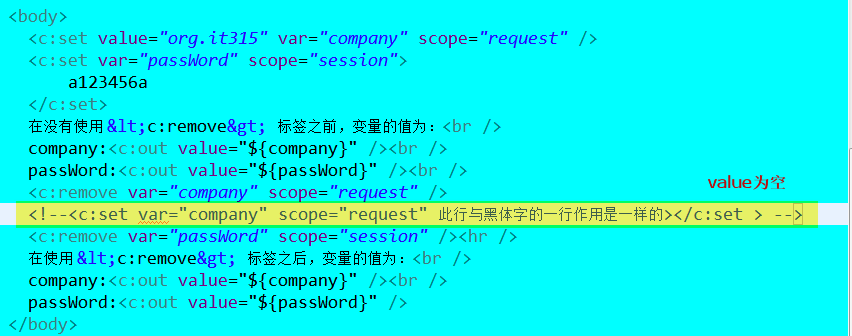 <body>
<c:set value="org.it315" var="company" scope="request" />
<c:set var="passWord" scope="session">
a123456a
</c:set>
在没有使用&lt;c:remove&gt; 标签之前，变量的值为：<br />
company:<c:out value="${company}" /><br />
passWord:<c:out value="${passWord}" /><br />
<c:remove var="company" scope="request" />
value为空
<!--<c:set var="company" scope="request" 此行与黑体字的一行作用是一样的></c:set > -->
<c:remove var="passWord" scope="session" /><hr />
在使用&lt;c:remove&gt; 标签之后，变量的值为：<br />
company:<c:out value="${company}" /><br />
passWord:<c:out value="${passWord}" />
</body>